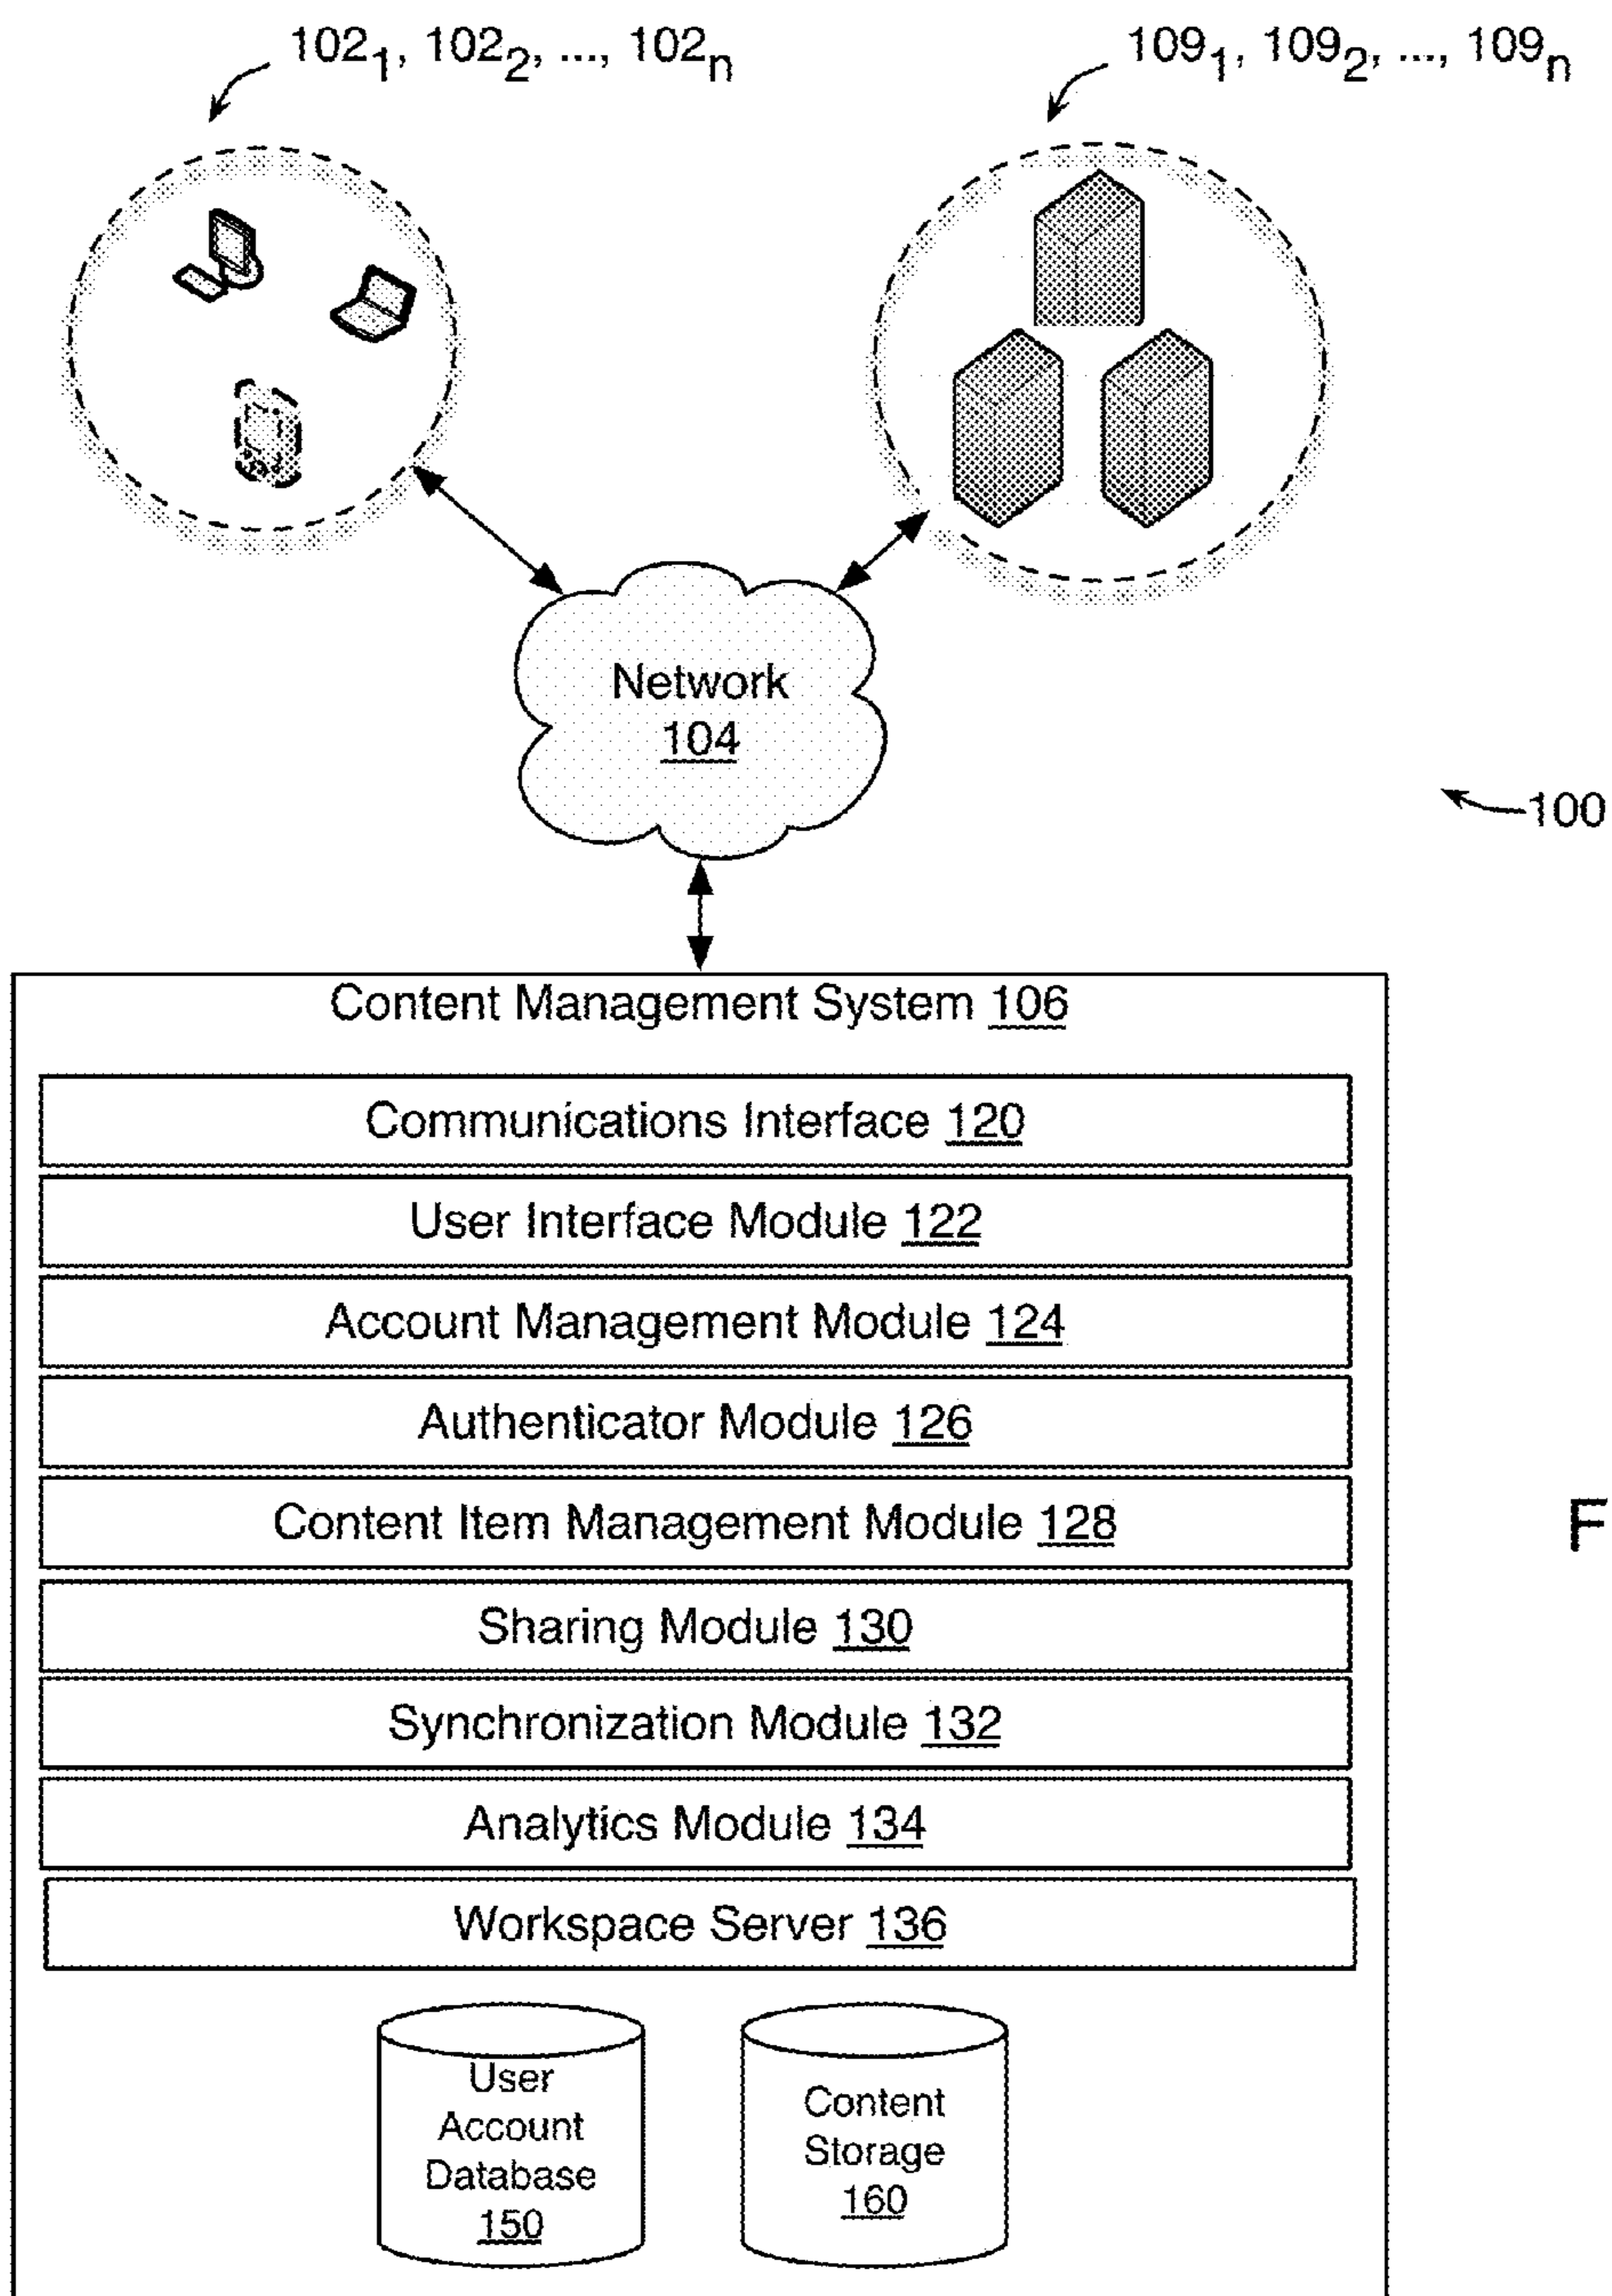 102₁, 102₂, ..., 102ₙ
109₁, 109₂, ..., 109ₙ
Network
104
100
Content Management System 106
Communications Interface 120
User Interface Module 122
Account Management Module 124
Authenticator Module 126
Content Item Management Module 128
F
Sharing Module 130
Synchronization Module 132
Analytics Module 134
Workspace Server 136
User
Account
Database
150
Content
Storage
160